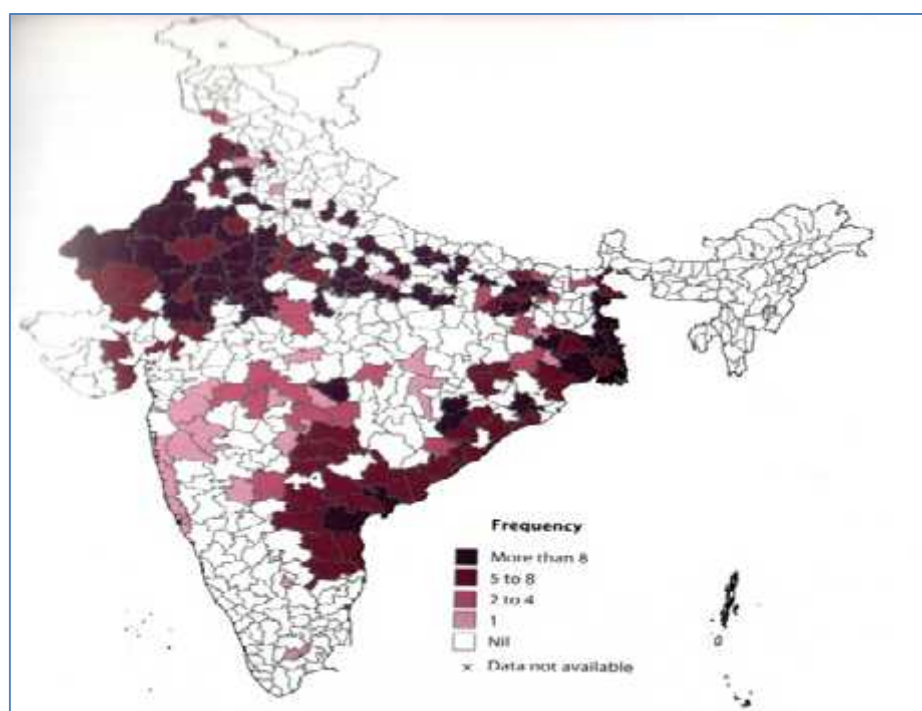 Frequency
More than 8
5 to 8
2 to 4
1
Nil
× Data not available